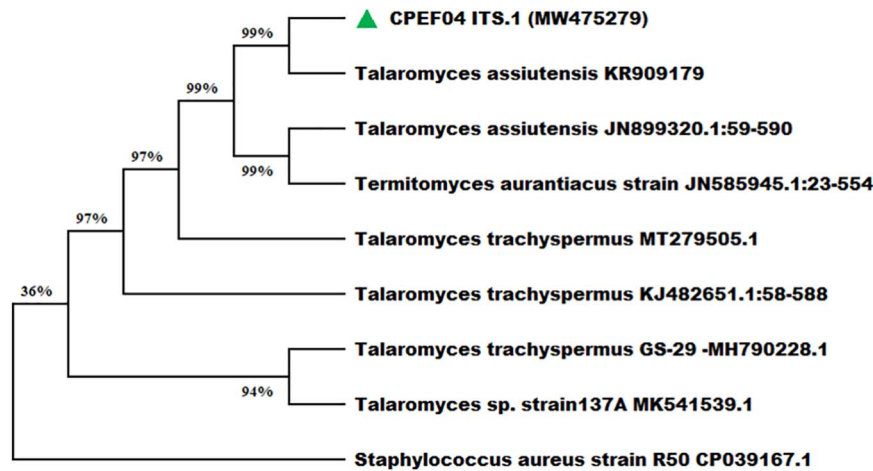 CPEF04 ITS.1 (MW475279)
99%
Talaromyces assiutensis KR909179
99%
Talaromyces assiutensis JN899320.1:59-590
97%
99%
Termitomyces aurantiacus strain JN585945.1:23-554
97%
Talaromyces trachyspermus MT279505.1
36%
Talaromyces trachyspermus KJ482651.1:58-588
Talaromyces trachyspermus GS-29 -MH790228.1
94%
Talaromyces sp. strain137A MK541539.1
Staphylococcus aureus strain R50 CP039167.1